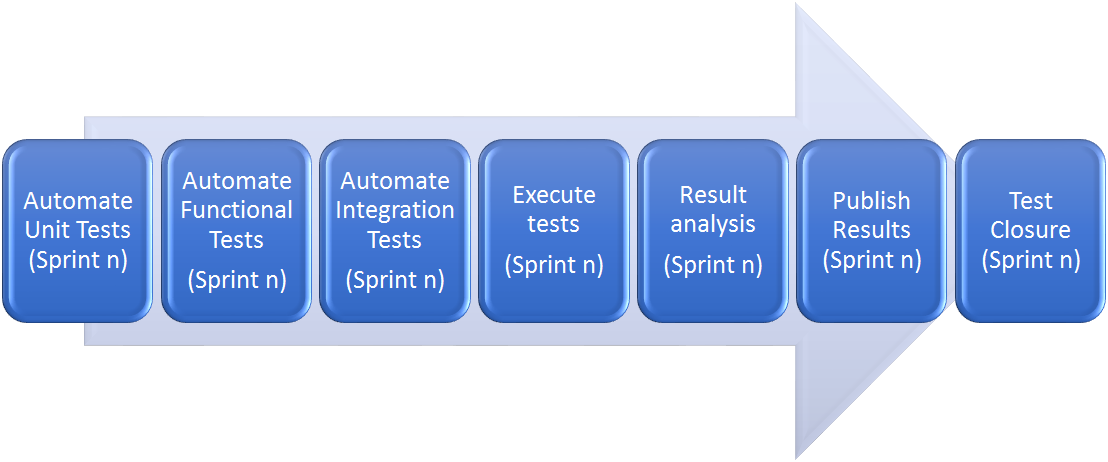 Automate
Unit Tests
(Sprint n)
Automate
Functional
Tests
(Sprint n)
Automate
Integration
Tests
(Sprint n)
Execute
tests
(Sprint n)
Result
analysis
(Sprint n)
Publish
Results
(Sprint n)
Test
Closure
(Sprint n)